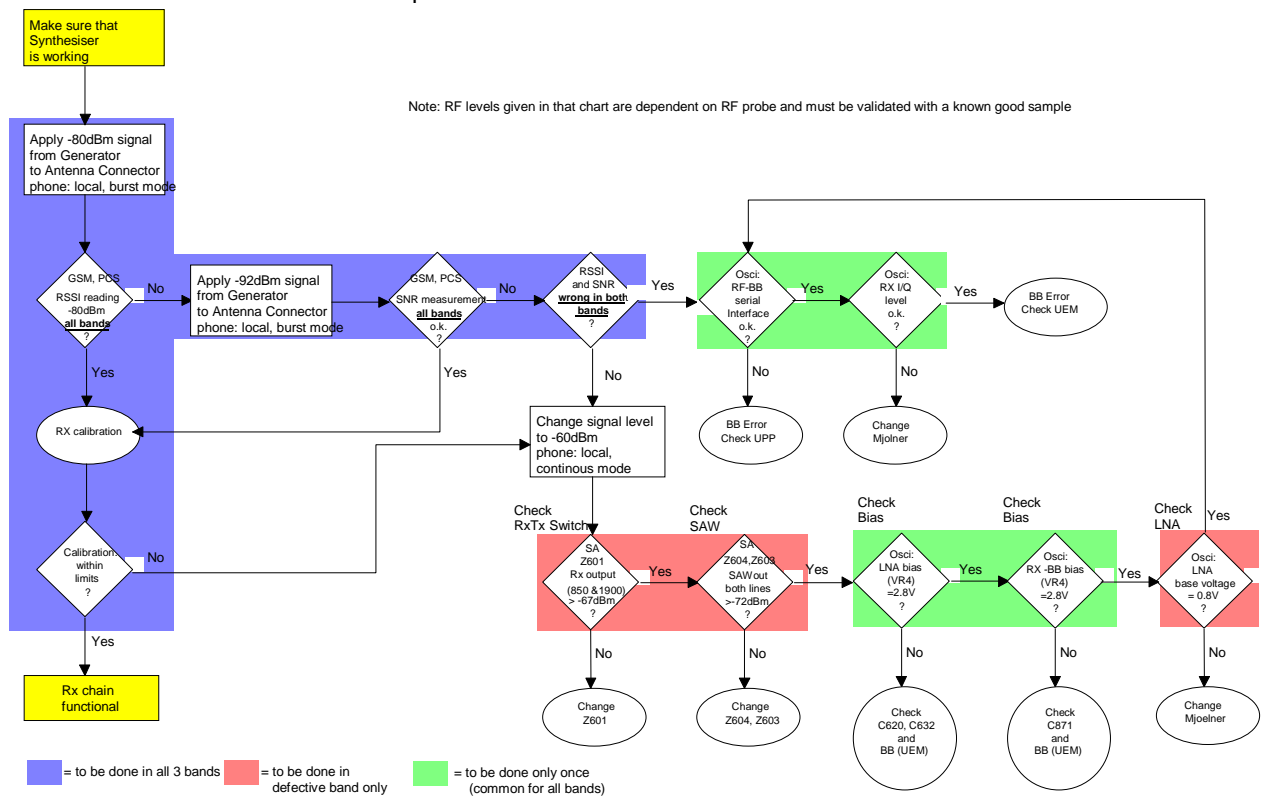 Make sure that
Synthesiser
is working
Note: RF levels given in that chart are dependent on RF probe and must be validated with a known good sample
Apply -80dBm signal
from Generator
to Antenna Connector
phone: local, burst mode
GSM, PCS
RSSI reading
-80dBm
all bands
?
No
Yes
Apply -92dBm signal
from Generator
to Antenna Connector
phone: local, burst mode
GSM, PCS
SNR measurement
all bands
o.k.
?
No
Yes
RSSI
and SNR
wrong in both
bands
?
Yes
No
Osci:
RF-BB
serial
Interface
o.k.
?
Yes
No
Osci:
RX I/Q
level
o.k.
?
Yes
No
BB Error
Check UEM
RX calibration
Change signal level
to -60dBm
phone: local,
continous mode
BB Error
Check UPP
Change
Mjolner
Calibration:
within
limits
?
No
Yes
Check
RxTx Switch
SA
Z601
Rx output
(850 &1900)
> -67dBm
?
Yes
No
Check
SAW
SA
Z604,Z603
SAWout
both lines
>-72dBm
?
Yes
No
Check
Bias
Osci:
LNA bias
(VR4)
=2.8V
?
Yes
No
Check
Bias
Osci:
RX -BB bias
(VR4)
=2.8V
?
Yes
No
Check
LNA
Yes
Osci:
LNA
base voltage
= 0.8V
?
No
Rx chain
functional
Change
Z601
Change
Z604, Z603
Check
C620, C632
and
BB (UEM)
Check
C871
and
BB (UEM)
Change
Mjoelner
= to be done in all 3 bands
= to be done in
defective band only
= to be done only once
(common for all bands)